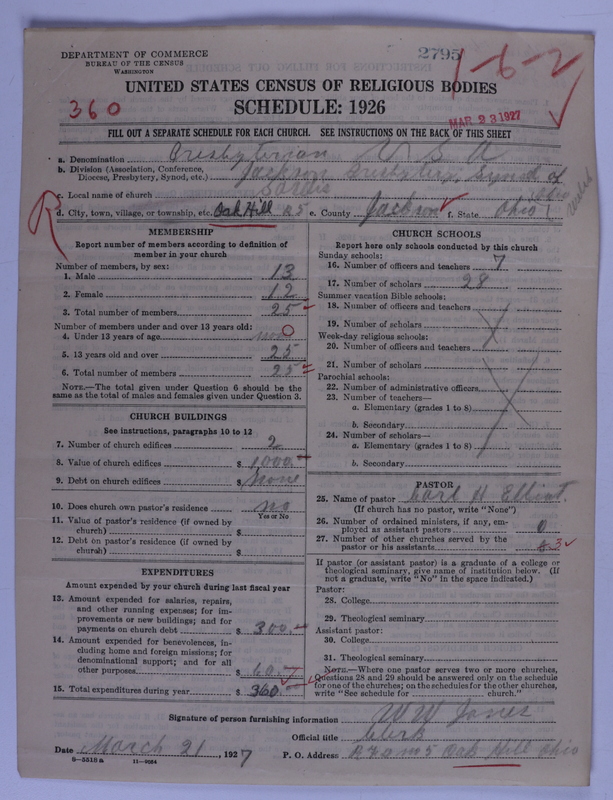 DEPARTMENT OF COMMERCE
BUREAU OF THE CENSUS
WASHINGTON
2795
1-6-2
UNITED STATES CENSUS OF RELIGIOUS BODIES
SCHEDULE: 1926
360
MAR 23 1927
FILL OUT A SEPARATE SCHEDULE FOR EACH CHURCH. SEE INSTRUCTIONS ON THE BACK OF THIS SHEET
a. Denomination Presbyterian U S A
b. Division (Association, Conference, Diocese, Presbytery, Synod, etc.) Jackson Presbytery, Synod of
c. Local name of church Sardis
d. City, town, village, or township, etc. Oak Hill R5 e. County Jackson f. State Ohio
R
MEMBERSHIP
Report number of members according to definition of
member in your church
Number of members, by sex:
1. Male 13
2. Female 12
3. Total number of members 25
Number of members under and over 13 years old:
4. Under 13 years of age 0
5. 13 years old and over 25
6. Total number of members 25
NOTE.—The total given under Question 6 should be
same as the total of males and females given under Question 3.
CHURCH BUILDINGS
See instructions, paragraphs 10 to 12
7. Number of church edifices 2
8. Value of church edifices $ 1000.
9. Debt on church edifices $ None
10. Does church own pastor's residence no
Yes or No
11. Value of pastor's residence (if owned by
church) $
12. Debt on pastor's residence (if owned by
church) $
EXPENDITURES
Amount expended by your church during last fiscal year
13. Amount expended for salaries, repairs,
and other running expenses; for im-
provements or new buildings; and for
payments on church debt $ 300.
14. Amount expended for benevolences, in-
cluding home and foreign missions; for
denominational support; and for all
other purposes $ 60.
15. Total expenditures during year $ 360.
CHURCH SCHOOLS
Report here only schools conducted by this church
Sunday schools:
16. Number of officers and teachers 7
17. Number of scholars 28
Summer vacation Bible schools:
18. Number of officers and teachers
19. Number of scholars
Week-day religious schools:
20. Number of officers and teachers
21. Number of scholars
Parochial schools:
22. Number of administrative officers
23. Number of teachers—
a. Elementary (grades 1 to 8)
b. Secondary
24. Number of scholars—
a. Elementary (grades 1 to 8)
b. Secondary
PASTOR
25. Name of pastor Carl H Elliot.
(If church has no pastor, write "None")
26. Number of ordained ministers, if any, em-
ployed as assistant pastors 0
27. Number of other churches served by the
pastor or his assistants 3
If pastor (or assistant pastor) is a graduate of a college or
theological seminary, give name of institution below. (If
not a graduate, write "No" in the space indicated.)
Pastor:
28. College
29. Theological seminary
Assistant pastor:
30. College
31. Theological seminary
NOTE.—Where one pastor serves two or more churches,
Questions 28 and 29 should be answered only on the schedule
for one of the churches; on the schedules for the other churches,
write "See schedule for church."
Signature of person furnishing information W W Jones
Official title Clerk
Date March 21, 1927 P. O. Address Oak Hill Ohio
8-5518a 11-9584